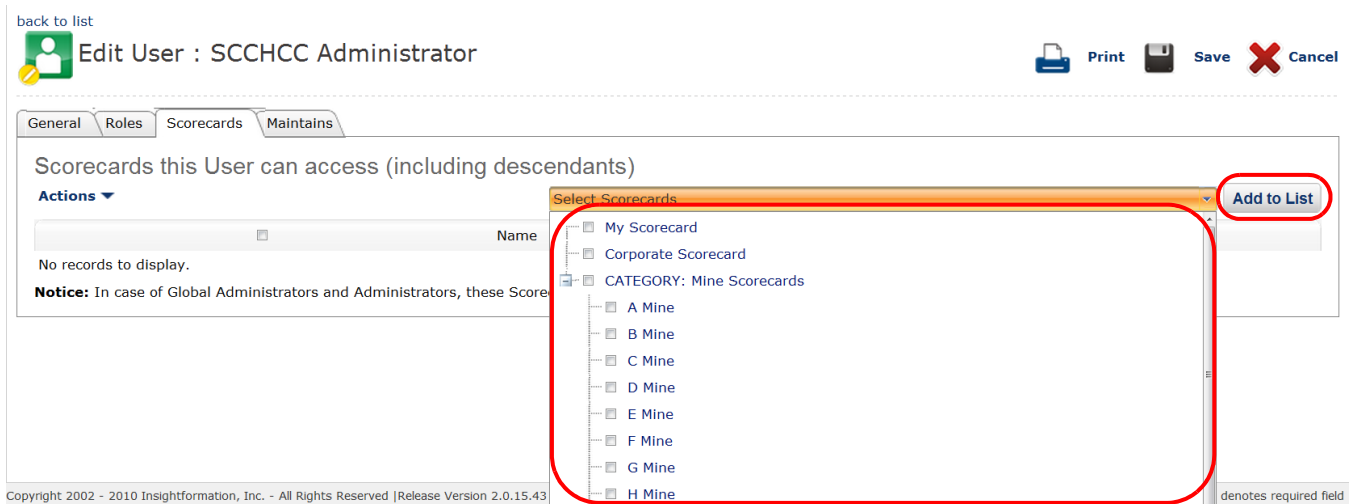 back to list
Edit User : SCCHCC Administrator
Print Save Cancel
General Roles Scorecards Maintains
Scorecards this User can access (including descendants)
Actions Select Scorecards Add to List
Name
My Scorecard
Corporate Scorecard
No records to display.
CATEGORY: Mine Scorecards
Notice: In case of Global Administrators and Administrators, these
A Mine
B Mine
C Mine
D Mine
E Mine
F Mine
G Mine
H Mine
Copyright 2002 - 2010 Insightformation, Inc. - All Rights Reserved |Release Version 2.0.15.43 denotes required field